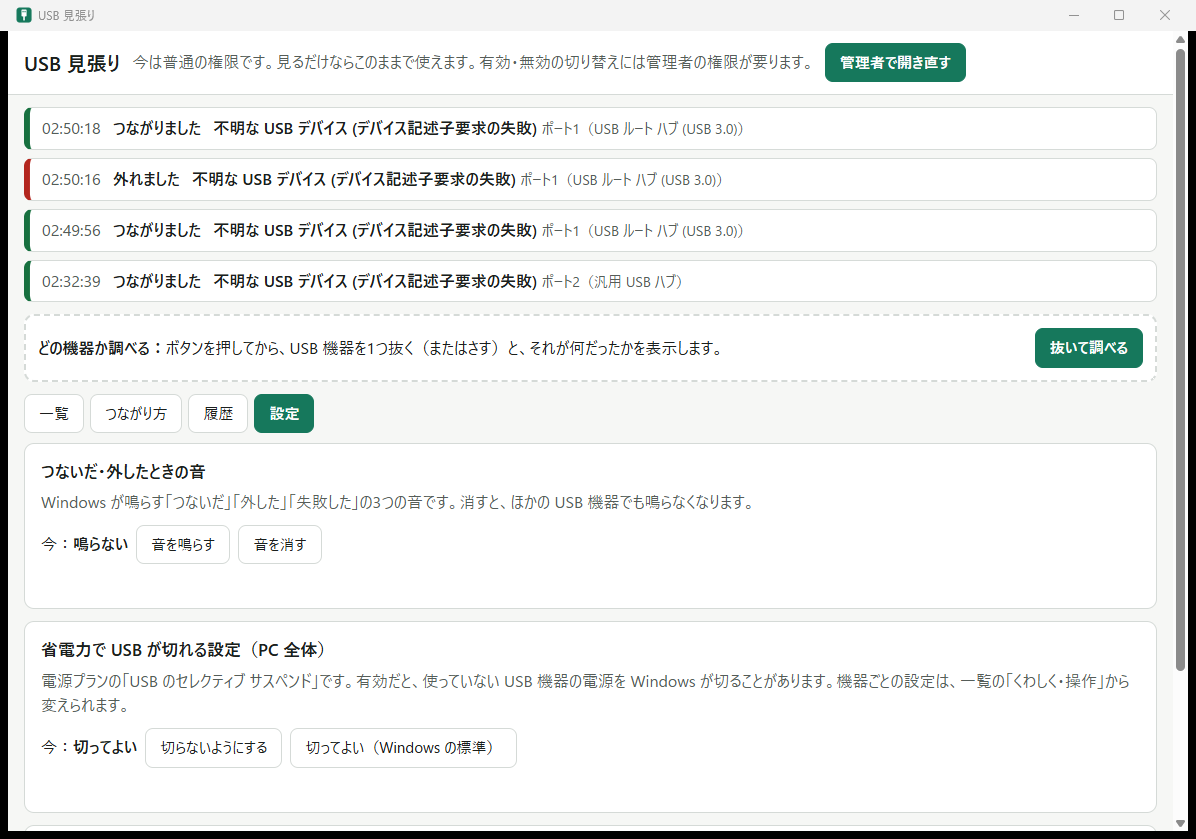 USB 見張り
USB 見張り 今は普通の権限です。見るだけならこのままで使えます。有効・無効の切り替えには管理者の権限が要ります。 管理者で開き直す
02:50:18 つながりました 不明な USB デバイス (デバイス記述子要求の失敗) ポート1（USB ルート ハブ (USB 3.0)）
02:50:16 外れました 不明な USB デバイス (デバイス記述子要求の失敗) ポート1（USB ルート ハブ (USB 3.0)）
02:49:56 つながりました 不明な USB デバイス (デバイス記述子要求の失敗) ポート1（USB ルート ハブ (USB 3.0)）
02:32:39 つながりました 不明な USB デバイス (デバイス記述子要求の失敗) ポート2（汎用 USB ハブ）
どの機器か調べる：ボタンを押してから、USB 機器を1つ抜く（またはさす）と、それが何だったかを表示します。 抜いて調べる
一覧 つながり方 履歴 設定
つないだ・外したときの音
Windows が鳴らす「つないだ」「外した」「失敗した」の3つの音です。消すと、ほかの USB 機器でも鳴らなくなります。
今：鳴らない 音を鳴らす 音を消す
省電力で USB が切れる設定（PC 全体）
電源プランの「USB のセレクティブ サスペンド」です。有効だと、使っていない USB 機器の電源を Windows が切ることがあります。機器ごとの設定は、一覧の「くわしく・操作」から
変えられます。
今：切ってよい 切らないようにする 切ってよい（Windows の標準）